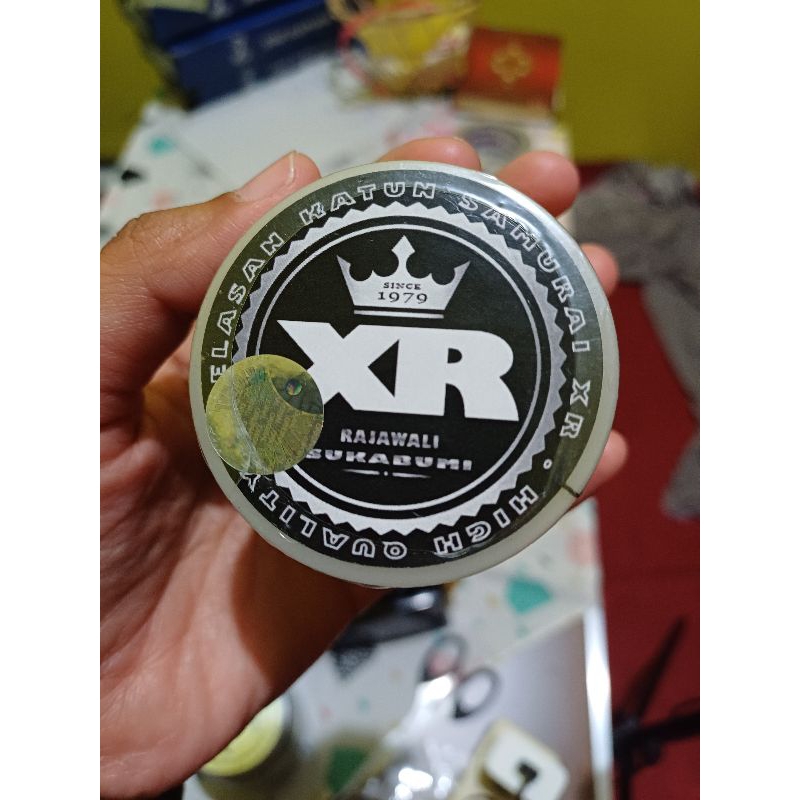 ELASAN KATUN SAMURAI XR • HIGH QUALITY
SINCE
1979
XR
RAJAWALI
SUKABUMI